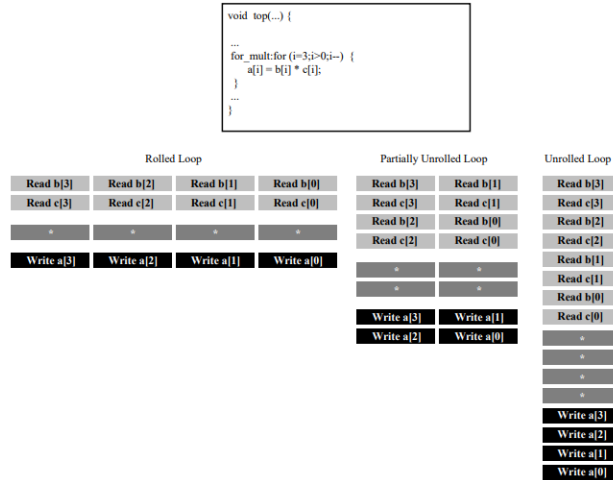 void top(...) {
...
for_mult:for (i=3;i>0;i--) {
a[i] = b[i] * c[i];
}
...
}
Rolled Loop
Read b[3] Read b[2] Read b[1] Read b[0]
Read c[3] Read c[2] Read c[1] Read c[0]
* * * *
Write a[3] Write a[2] Write a[1] Write a[0]
Partially Unrolled Loop
Read b[3] Read b[1]
Read c[3] Read c[1]
Read b[2] Read b[0]
Read c[2] Read c[0]
* *
* *
Write a[3] Write a[1]
Write a[2] Write a[0]
Unrolled Loop
Read b[3]
Read c[3]
Read b[2]
Read c[2]
Read b[1]
Read c[1]
Read b[0]
Read c[0]
*
*
*
*
Write a[3]
Write a[2]
Write a[1]
Write a[0]